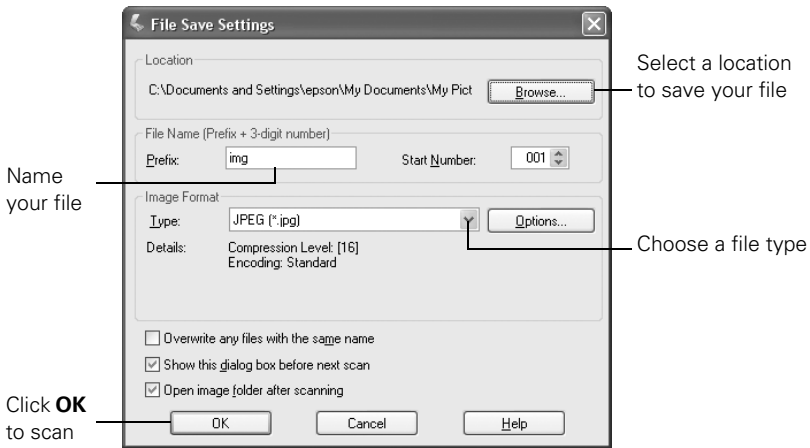 File Save Settings
Location
C:\Documents and Settings\epson\My Documents\My Pict
Browse...
Select a location
to save your file
File Name (Prefix + 3-digit number)
Prefix:
img
Start Number:
001
Name
your file
Image Format
Type:
JPEG (*.jpg)
Options...
Choose a file type
Details:
Compression Level: [16]
Encoding: Standard
Overwrite any files with the same name
Show this dialog box before next scan
Open image folder after scanning
Click OK
to scan
OK
Cancel
Help